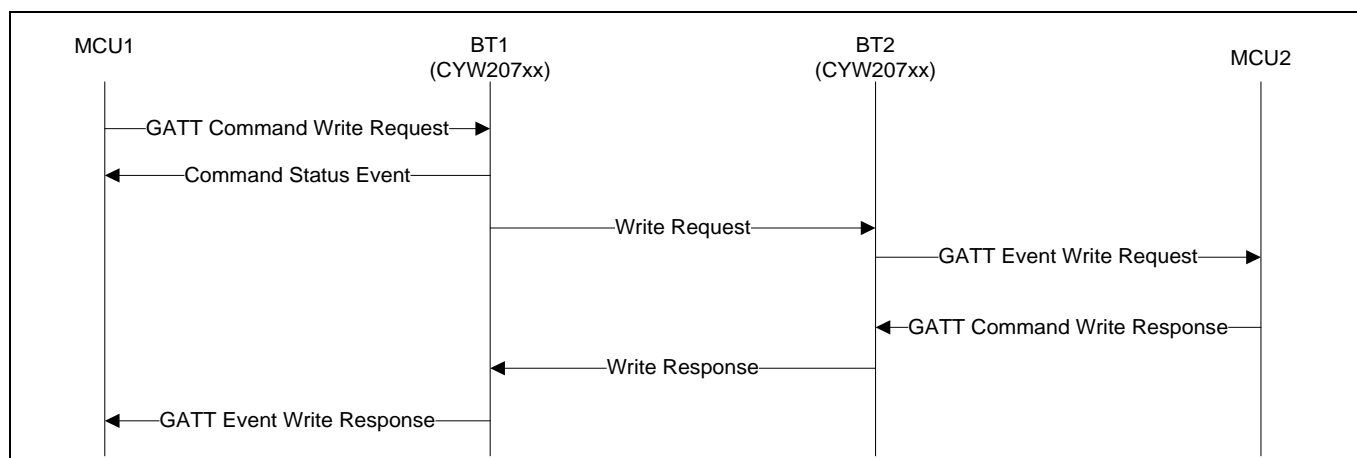 MCU1
BT1
(CYW207xx)
BT2
(CYW207xx)
MCU2
GATT Command Write Request
Command Status Event
Write Request
GATT Event Write Request
GATT Command Write Response
Write Response
GATT Event Write Response